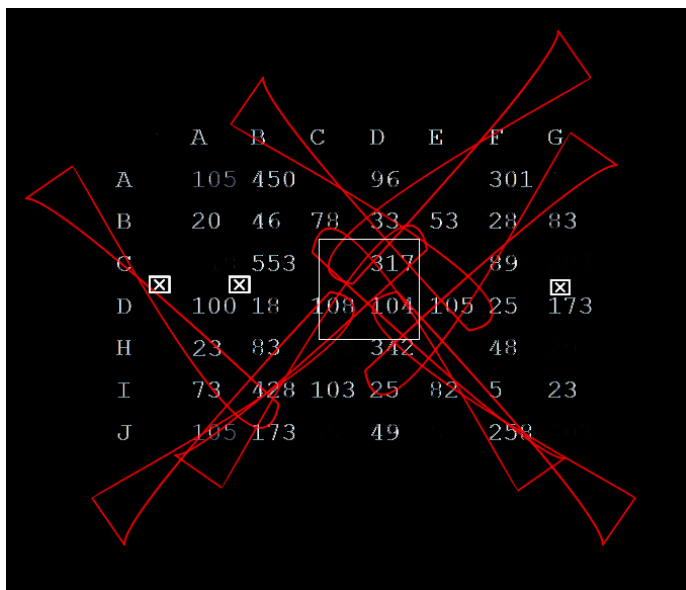 A B C D E F G
A 105 450 96 301
B 20 46 78 33 53 28 83
C 553 317 89
D 100 18 108 104 105 25 173
H 23 83 342 48
I 73 428 103 25 82 5 23
J 105 173 49 258